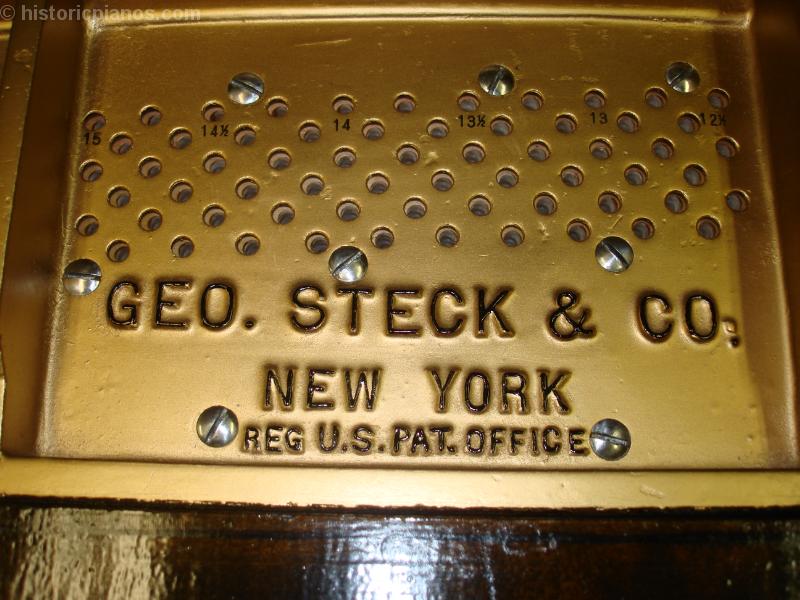 © historicpianos.com
15 14½ 14 13½ 13 12½
GEO. STECK & CO.
NEW YORK
REG U.S. PAT. OFFICE